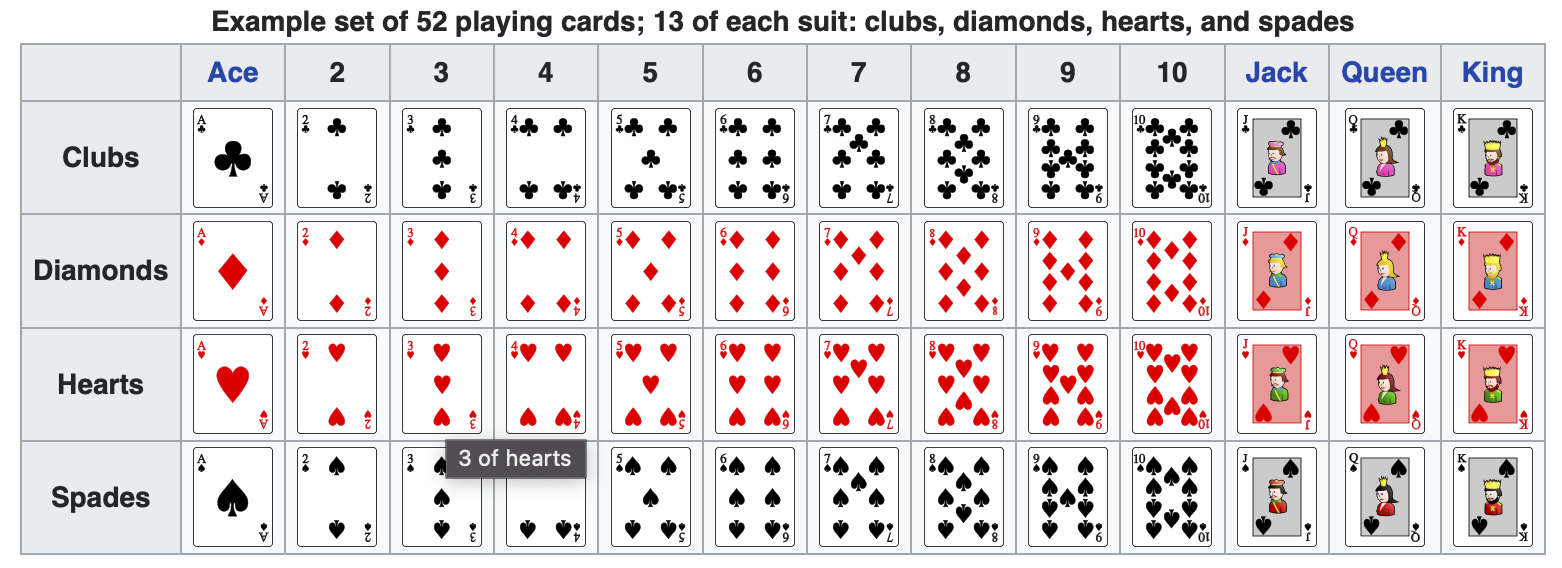 Example set of 52 playing cards; 13 of each suit: clubs, diamonds, hearts, and spades
Ace 2 3 4 5 6 7 8 9 10 Jack Queen King
Clubs
A 2 3 4 5 6 7 8 9 10 J Q K
A 2 3 4 5 6 7 8 9 10 J Q K
Diamonds
A 2 3 4 5 6 7 8 9 10 J Q K
A 2 3 4 5 6 7 8 9 10 J Q K
Hearts
A 2 3 4 5 6 7 8 9 10 J Q K
A 2 3 4 5 6 7 8 9 10 J Q K
3 of hearts
Spades
A 2 3 5 6 7 8 9 10 J Q K
A 2 3 4 5 6 7 8 9 10 J Q K